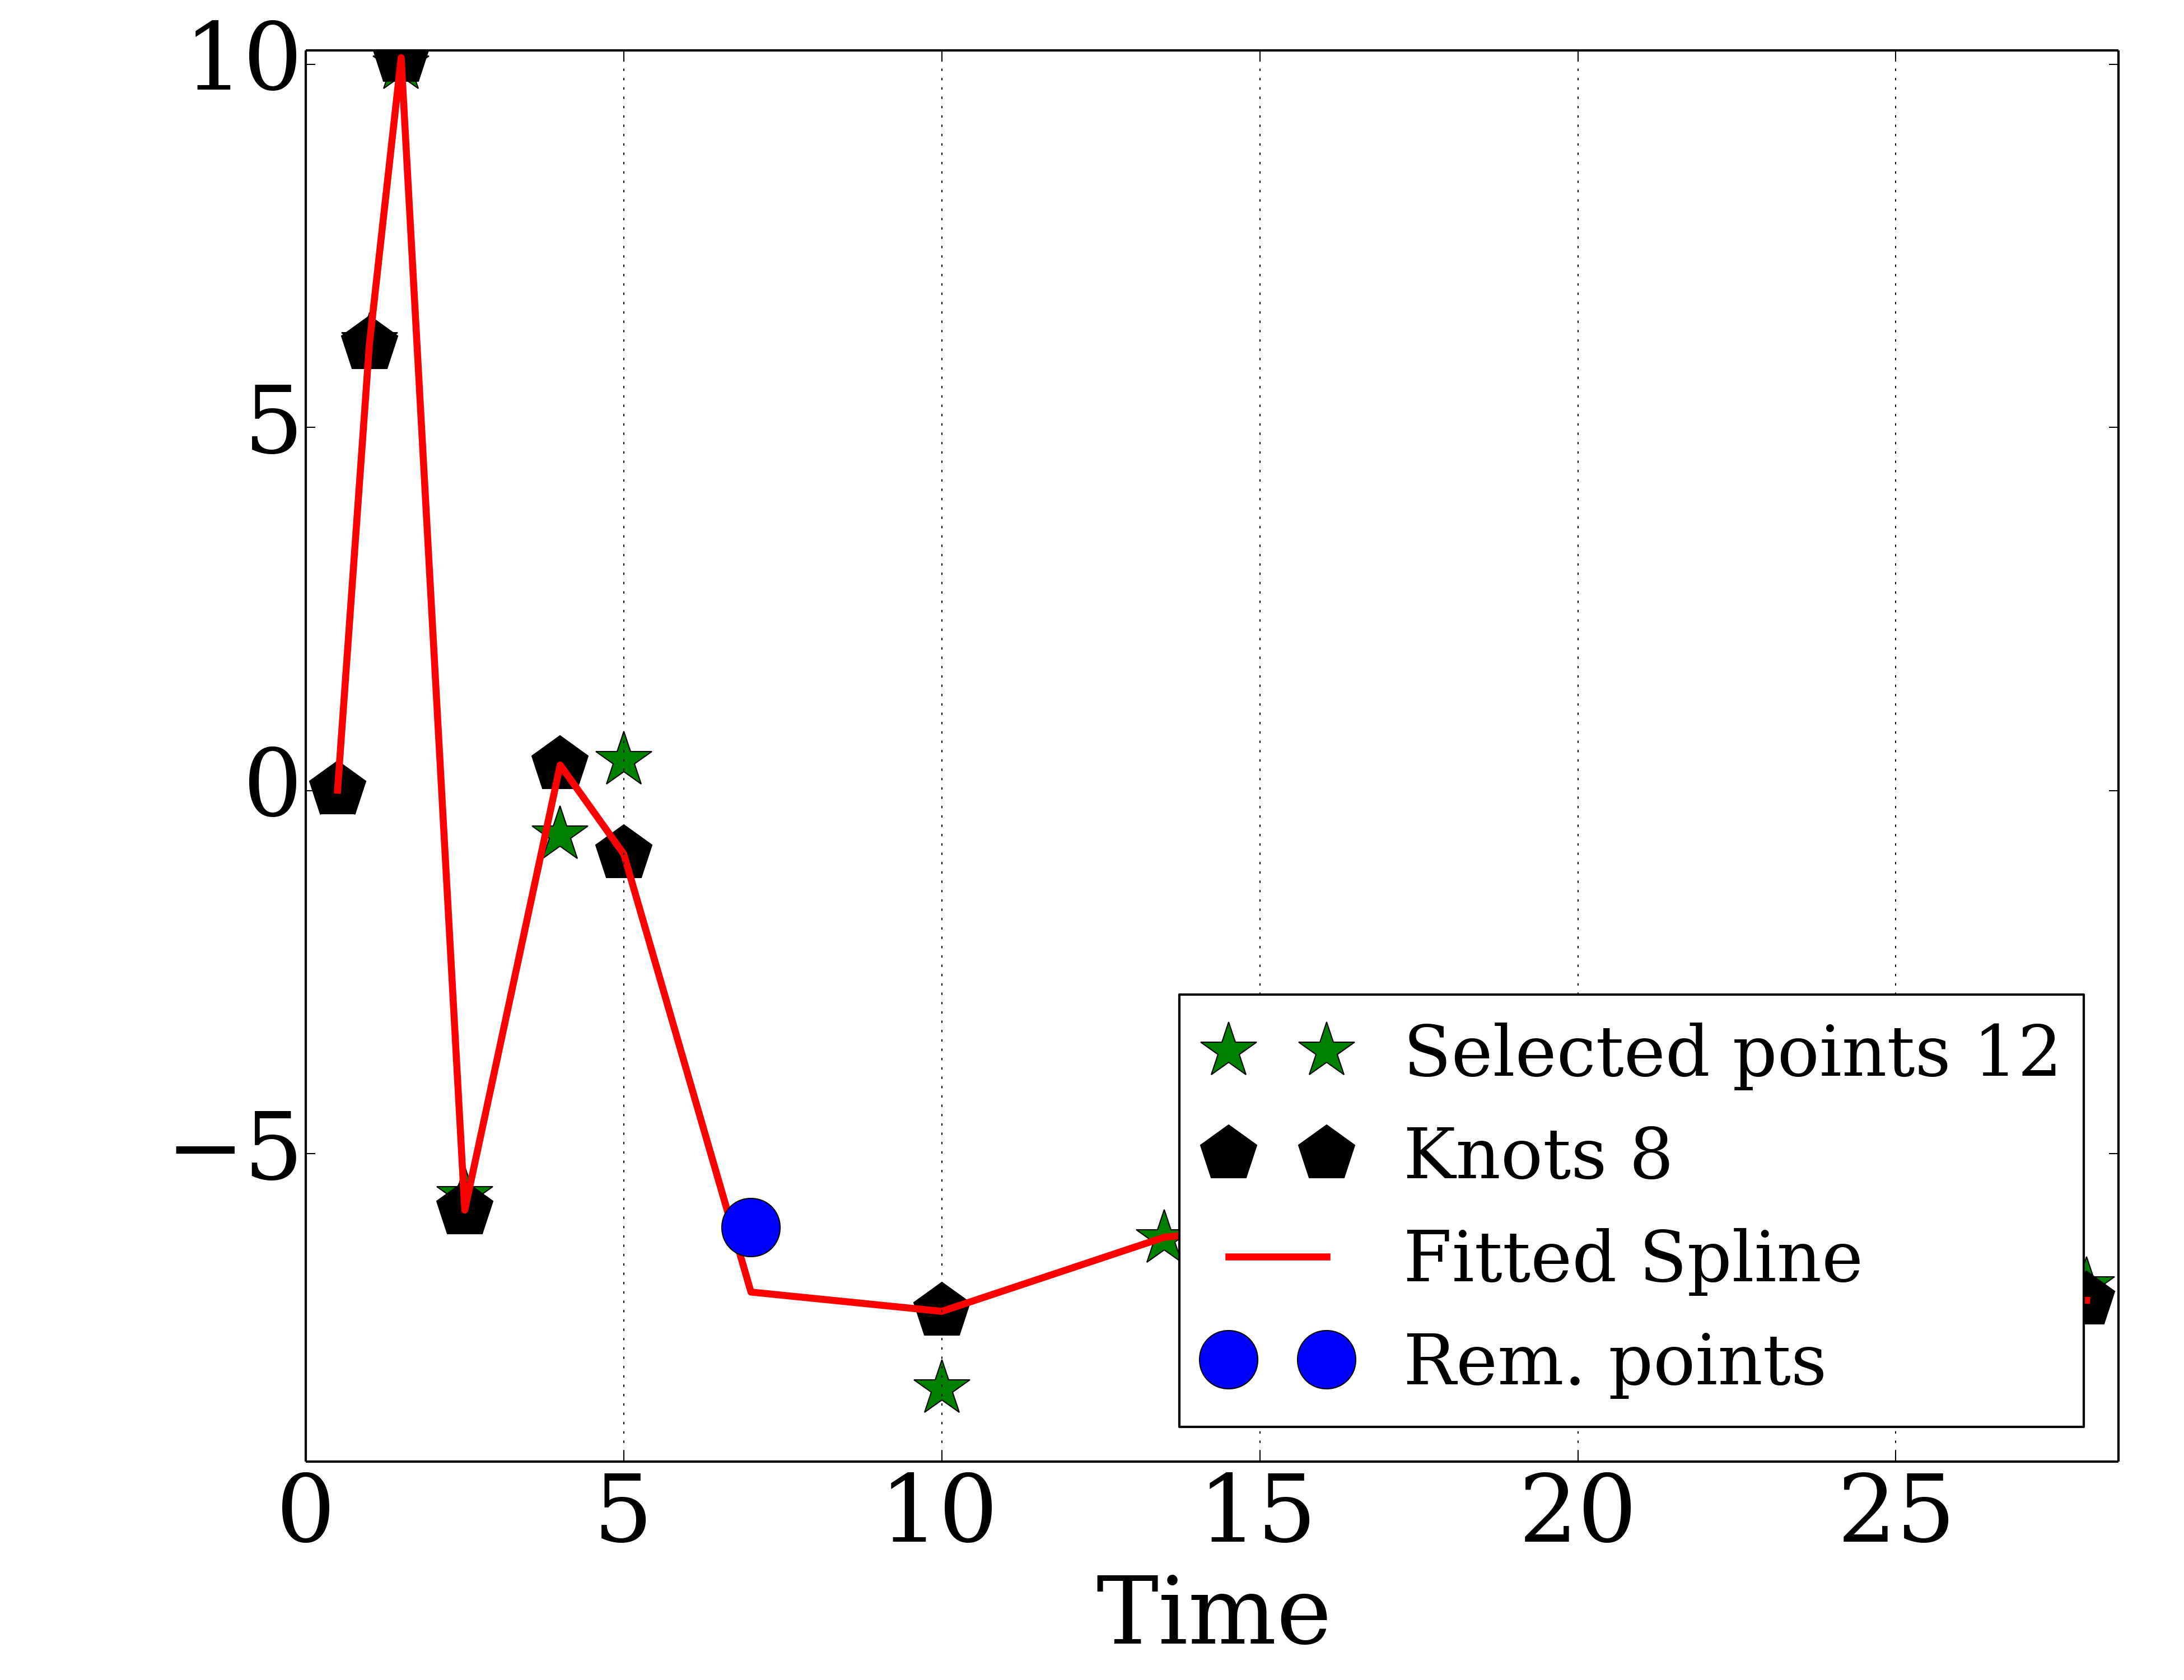 10
5
0
−5
0 5 10 15 20 25
Time
Selected points 12
Knots 8
Fitted Spline
Rem. points